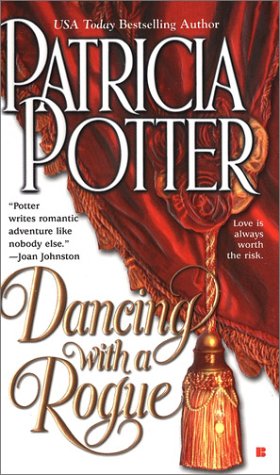 USA Today Bestselling Author
PATRICIA
POTTER
“Potter
writes romantic
adventure like
nobody else.”
—Joan Johnston
Love is
always
worth
the risk.
Dancing
with a
Rogue
B